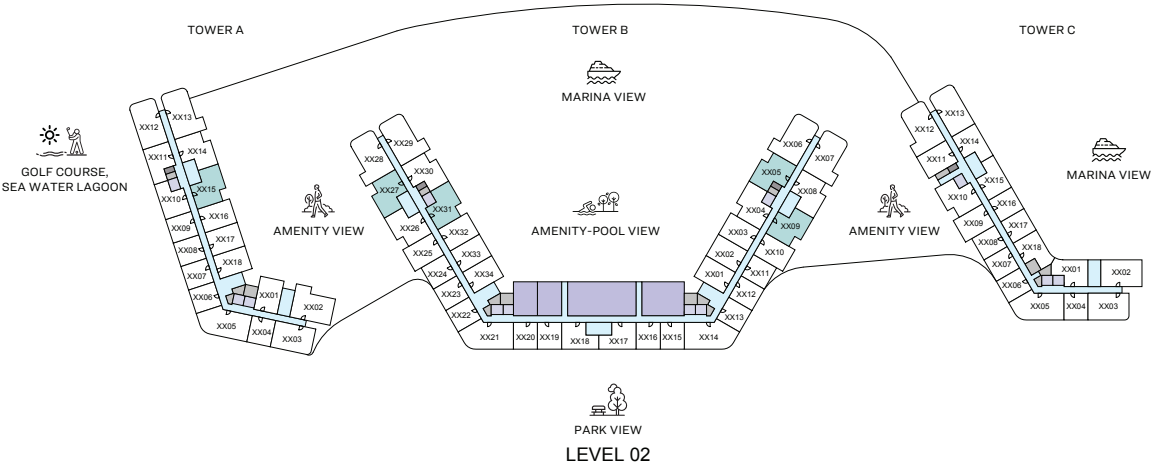 TOWER A
TOWER B
TOWER C
MARINA VIEW
GOLF COURSE,
SEA WATER LAGOON
AMENITY VIEW
AMENITY-POOL VIEW
AMENITY VIEW
MARINA VIEW
XX12
XX13
XX11
XX14
XX10
XX15
XX09
XX16
XX08
XX17
XX07
XX18
XX06
XX01
XX02
XX05
XX04
XX03
XX28
XX29
XX27
XX30
XX31
XX26
XX32
XX25
XX33
XX24
XX34
XX23
XX22
XX21
XX20
XX19
XX18
XX17
XX16
XX15
XX14
XX06
XX07
XX05
XX08
XX04
XX09
XX03
XX02
XX10
XX01
XX11
XX12
XX13
XX12
XX13
XX11
XX14
XX10
XX15
XX09
XX16
XX08
XX17
XX07
XX18
XX06
XX01
XX02
XX05
XX04
XX03
PARK VIEW
LEVEL 02